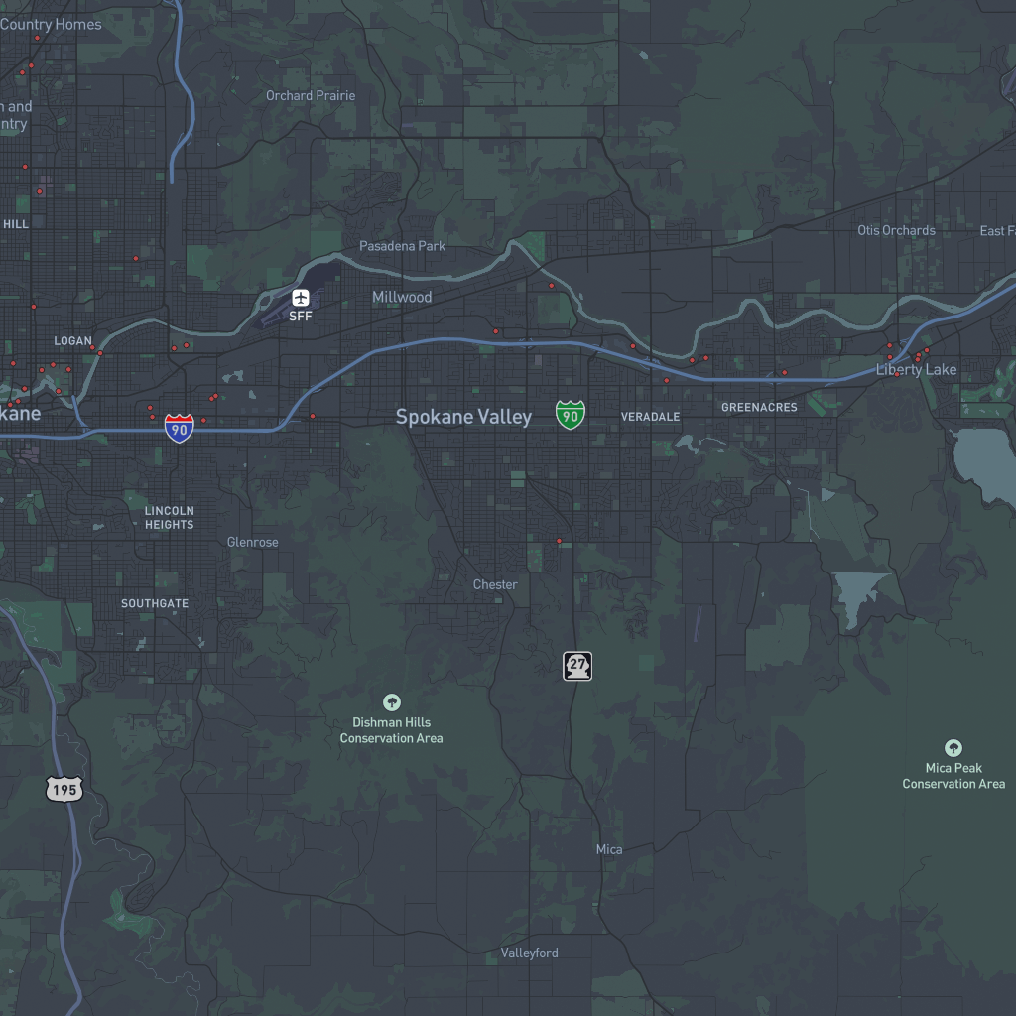 Country Homes
Orchard Prairie
n and
ntry
HILL
Pasadena Park
Otis Orchards
East Fa
Millwood
SFF
LOGAN
Liberty Lake
kane
Spokane Valley
90
90
VERADALE
GREENACRES
LINCOLN
HEIGHTS
Glenrose
Chester
SOUTHGATE
27
Dishman Hills
Conservation Area
Mica Peak
Conservation Area
195
Mica
Valleyford